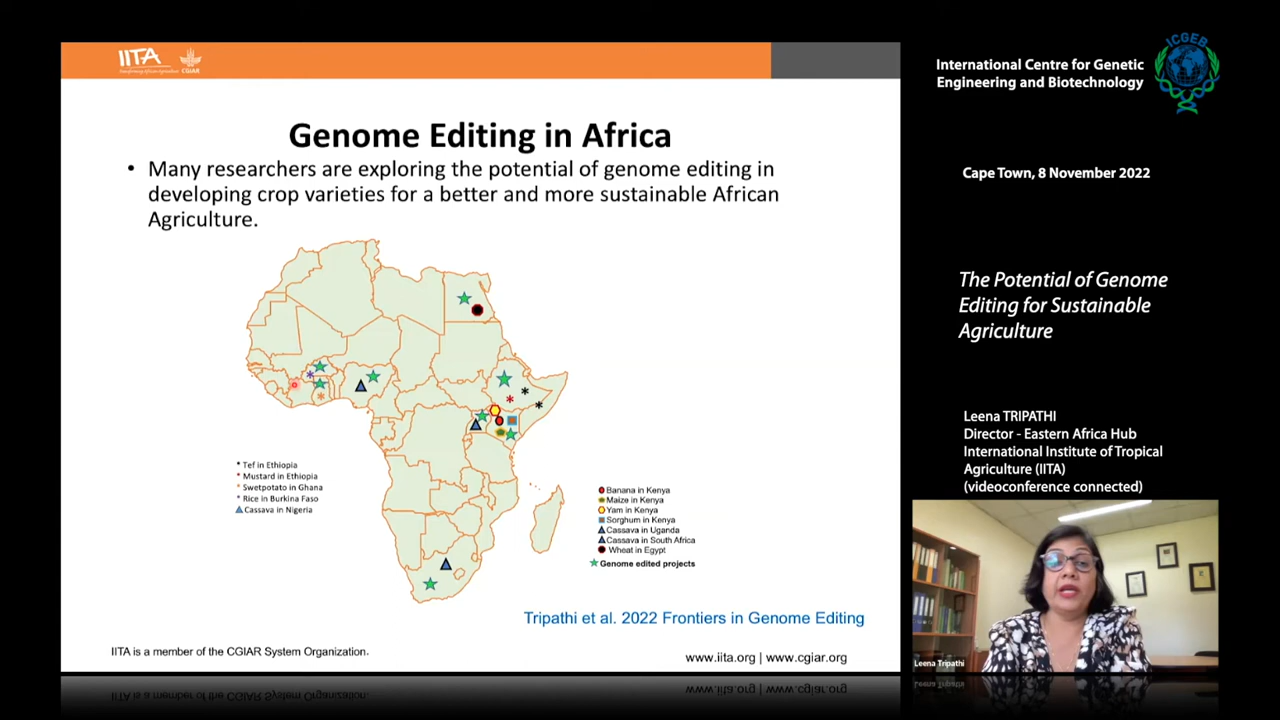 IITA
Transforming African Agriculture
CGIAR
Genome Editing in Africa
• Many researchers are exploring the potential of genome editing in
developing crop varieties for a better and more sustainable African
Agriculture.
* Tef in Ethiopia
* Mustard in Ethiopia
* Swetpotato in Ghana
* Rice in Burkina Faso
Cassava in Nigeria
Banana in Kenya
Maize in Kenya
Yam in Kenya
Sorghum in Kenya
Cassava in Uganda
Cassava in South Africa
Wheat in Egypt
Genome edited projects
Tripathi et al. 2022 Frontiers in Genome Editing
IITA is a member of the CGIAR System Organization.
www.iita.org | www.cgiar.org
ICGEB
International Centre for Genetic
Engineering and Biotechnology
Cape Town, 8 November 2022
The Potential of Genome
Editing for Sustainable
Agriculture
Leena TRIPATHI
Director - Eastern Africa Hub
International Institute of Tropical
Agriculture (IITA)
(videoconference connected)
Leena Tripathi